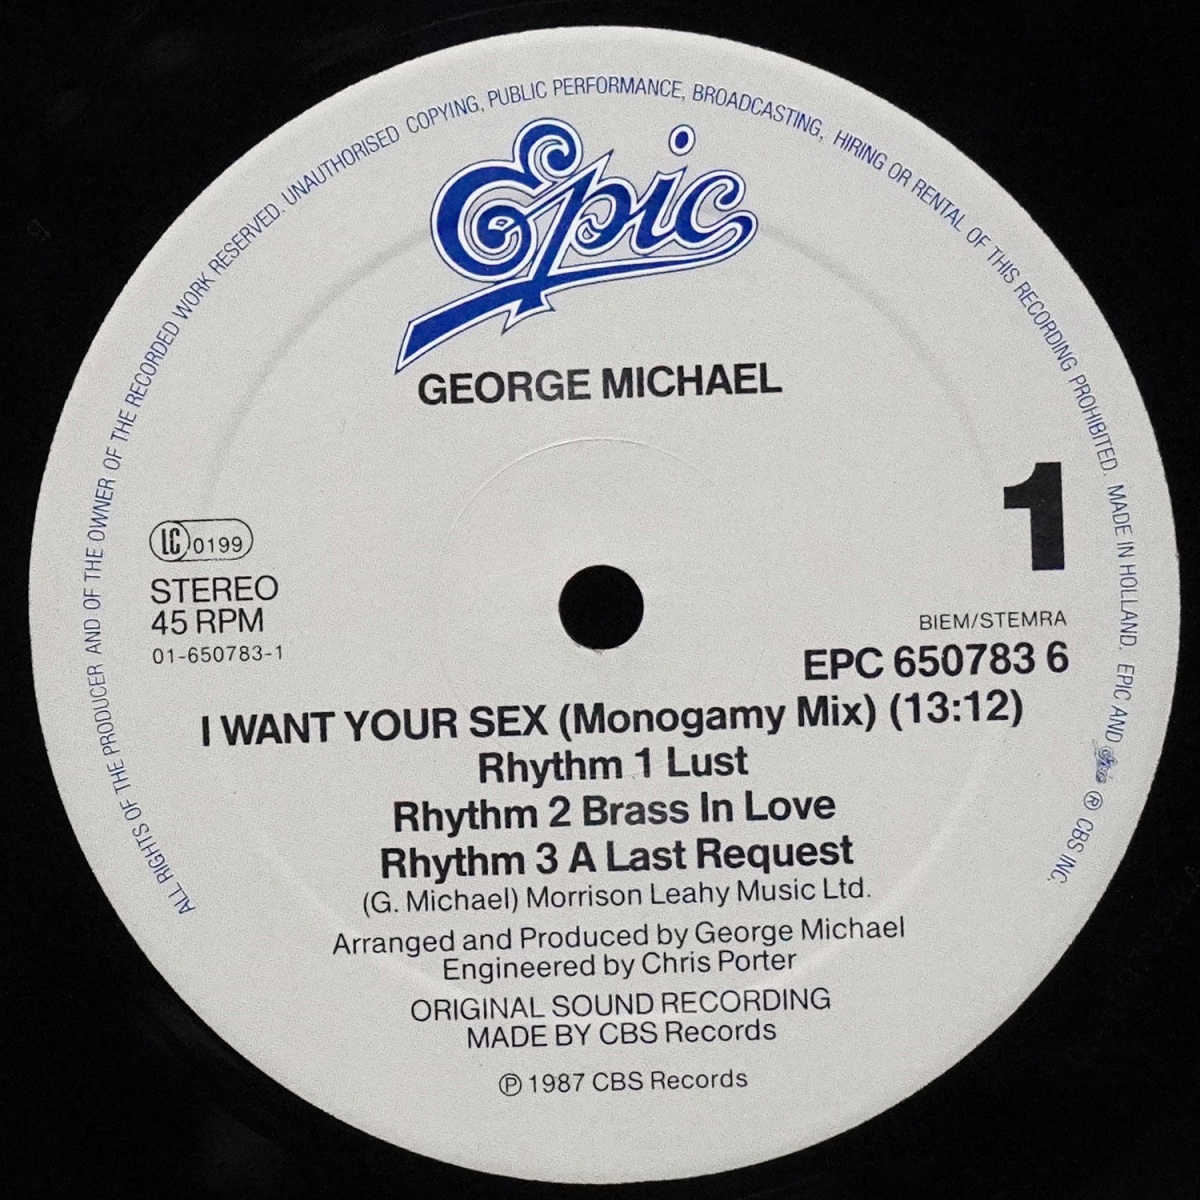 ALL RIGHTS OF THE PRODUCER AND OF THE OWNER OF THE RECORDED WORK RESERVED. UNAUTHORISED COPYING, PUBLIC PERFORMANCE, BROADCASTING, HIRING OR RENTAL OF THIS RECORDING PROHIBITED. MADE IN HOLLAND. EPIC AND Epic ® CBS INC.
Epic
GEORGE MICHAEL
1
LC 0199
STEREO
45 RPM
01-650783-1
BIEM/STEMRA
EPC 650783 6
I WANT YOUR SEX (Monogamy Mix) (13:12)
Rhythm 1 Lust
Rhythm 2 Brass In Love
Rhythm 3 A Last Request
(G. Michael) Morrison Leahy Music Ltd.
Arranged and Produced by George Michael
Engineered by Chris Porter
ORIGINAL SOUND RECORDING
MADE BY CBS Records
℗ 1987 CBS Records